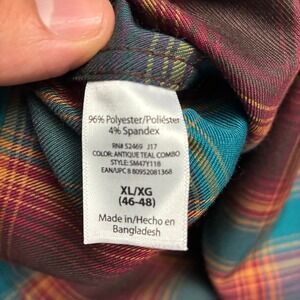 96% Polyester/Poliéster
4% Spandex
RN# 52469 J17
COLOR: ANTIQUE TEAL COMBO
STYLE: SM47Y118
EAN/UPC 8 80952081368
XL/XG
(46-48)
Made in/Hecho en
Bangladesh